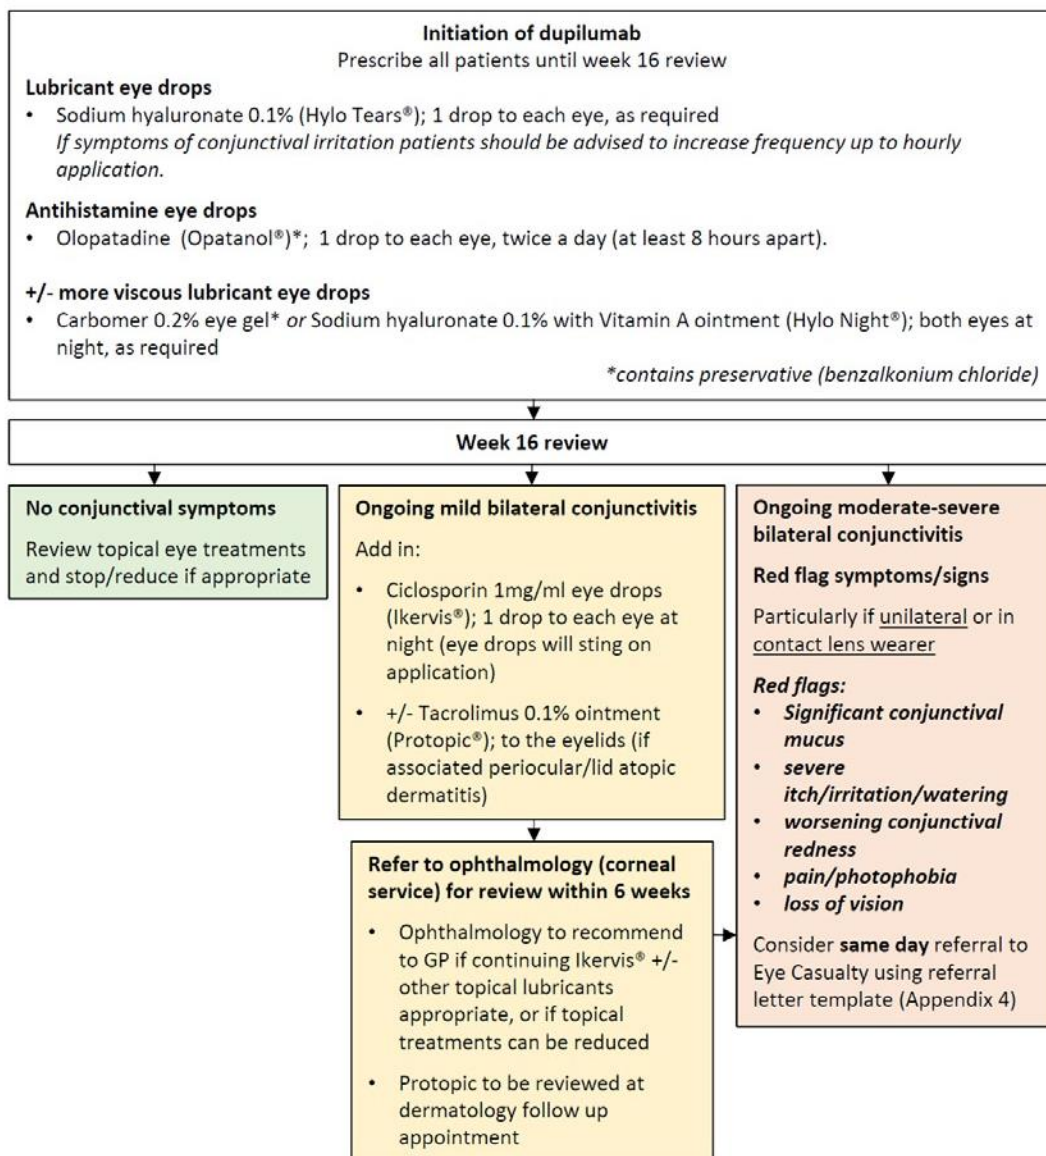 Initiation of dupilumab
Prescribe all patients until week 16 review
Lubricant eye drops
• Sodium hyaluronate 0.1% (Hylo Tears®); 1 drop to each eye, as required
If symptoms of conjunctival irritation patients should be advised to increase frequency up to hourly
application.
Antihistamine eye drops
• Olopatadine (Opatanol®)*; 1 drop to each eye, twice a day (at least 8 hours apart).
+/- more viscous lubricant eye drops
• Carbomer 0.2% eye gel* or Sodium hyaluronate 0.1% with Vitamin A ointment (Hylo Night®); both eyes at
night, as required
*contains preservative (benzalkonium chloride)
Week 16 review
No conjunctival symptoms
Review topical eye treatments
and stop/reduce if appropriate
Ongoing mild bilateral conjunctivitis
Add in:
• Ciclosporin 1mg/ml eye drops
(Ikervis®); 1 drop to each eye at
night (eye drops will sting on
application)
• +/- Tacrolimus 0.1% ointment
(Protopic®); to the eyelids (if
associated periocular/lid atopic
dermatitis)
Refer to ophthalmology (corneal
service) for review within 6 weeks
• Ophthalmology to recommend
to GP if continuing Ikervis® +/-
other topical lubricants
appropriate, or if topical
treatments can be reduced
• Protopic to be reviewed at
dermatology follow up
appointment
Ongoing moderate-severe
bilateral conjunctivitis
Red flag symptoms/signs
Particularly if unilateral or in
contact lens wearer
Red flags:
• Significant conjunctival
mucus
• severe
itch/irritation/watering
• worsening conjunctival
redness
• pain/photophobia
• loss of vision
Consider same day referral to
Eye Casualty using referral
letter template (Appendix 4)